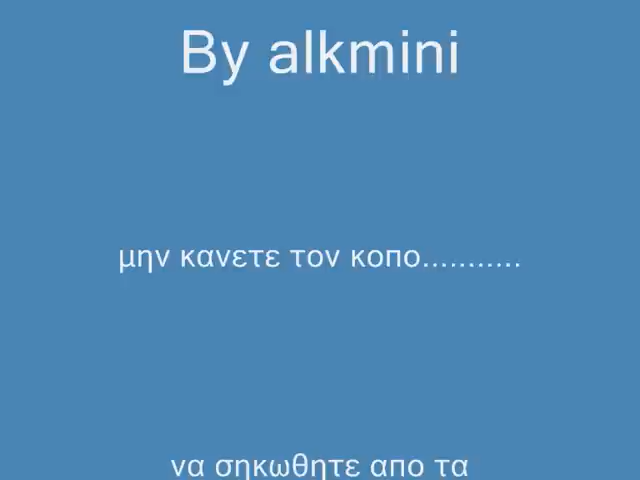 By alkmini
μην κανετε τον κοπο...........
να σηκωθητε απο τα